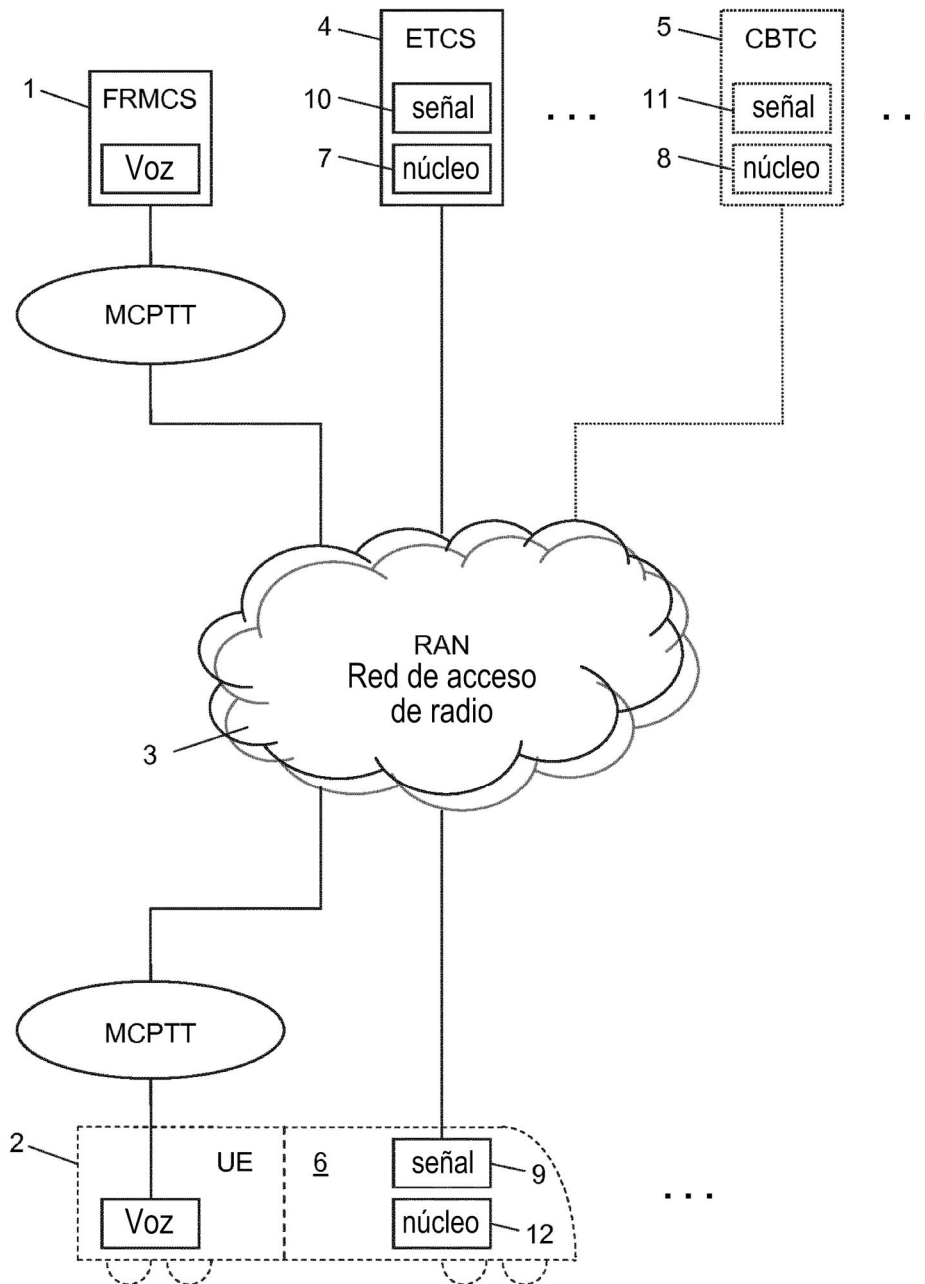 4
ETCS
10
señal
7
núcleo
. . .
5
CBTC
11
señal
8
núcleo
. . .
1
FRMCS
Voz
MCPTT
RAN
Red de acceso
de radio
3
MCPTT
2
UE
Voz
6
señal
9
núcleo
12
. . .